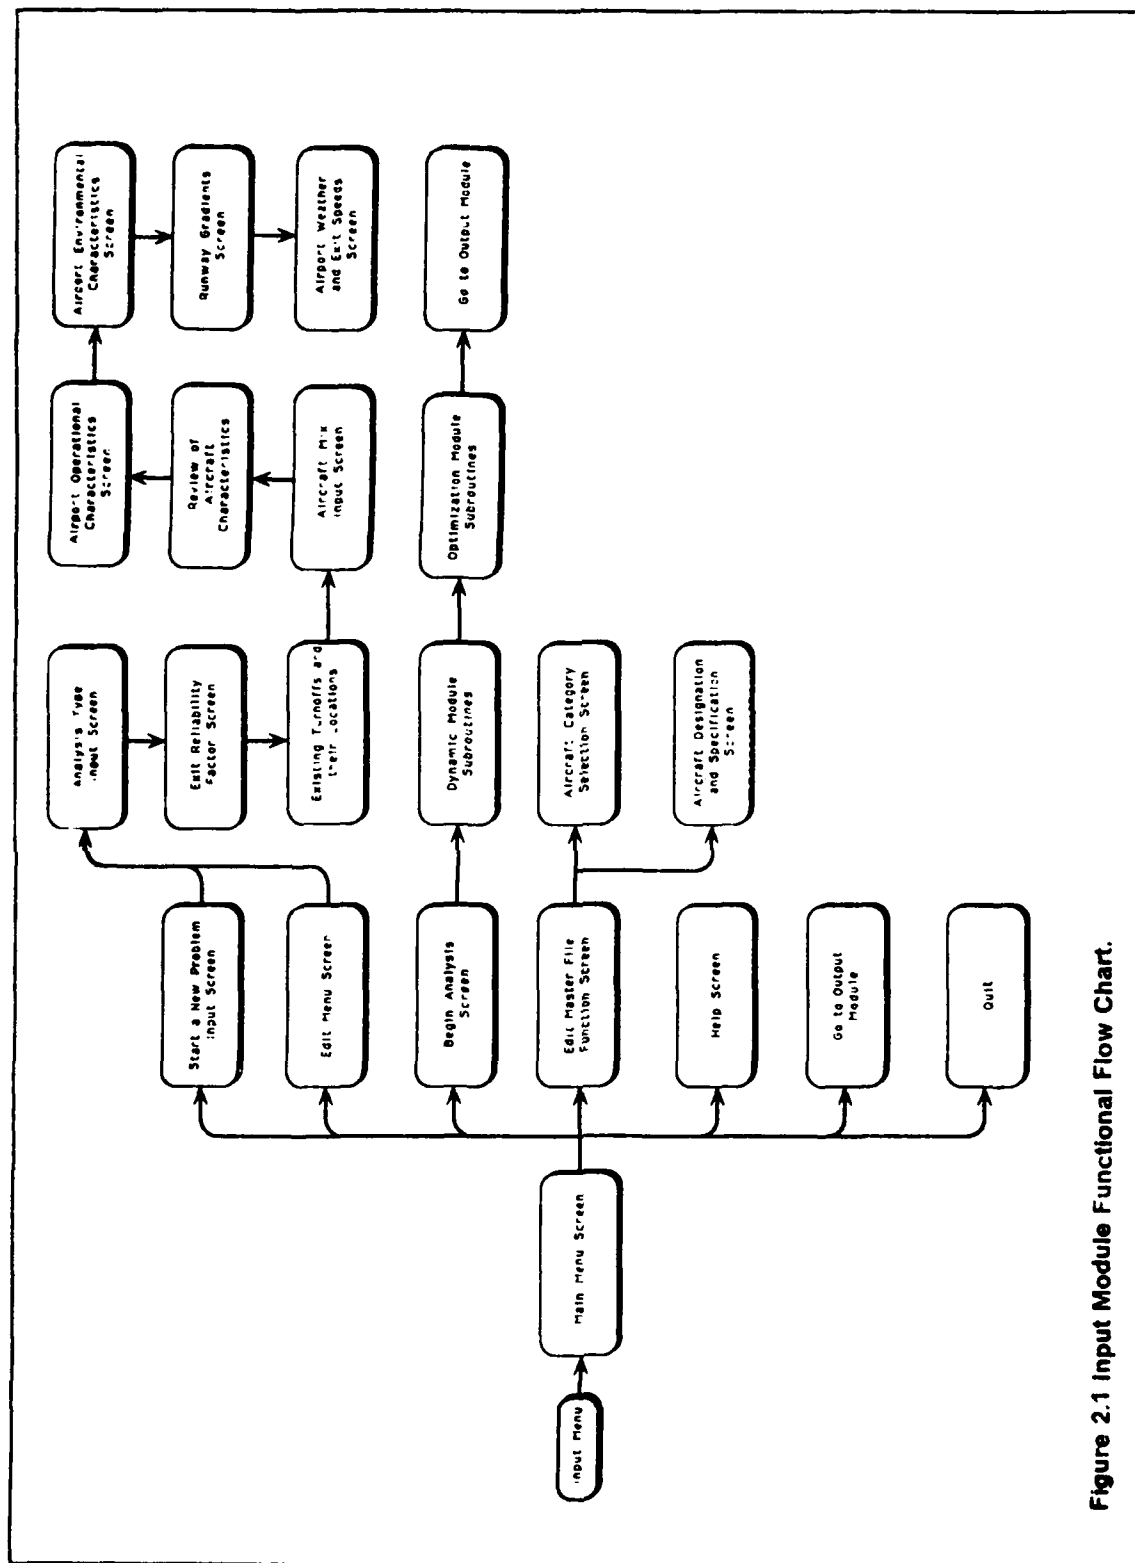 Input Menu
Main Menu Screen
Start a New Problem
Input Screen
Edit Menu Screen
Begin Analysis
Screen
Edit Master File
Function Screen
Help Screen
Go to Output
Module
Quit
Analysis Type
Input Screen
Exit Reliability
Factor Screen
Existing Turnoffs and
their Locations
Dynamic Module
Subroutines
Aircraft Category
Selection Screen
Aircraft Designation
and Specification
Screen
Airport Operational
Characteristics
Screen
Review of
Aircraft
Characteristics
Aircraft Mix
Input Screen
Optimization Module
Subroutines
Airport Environmental
Characteristics
Screen
Runway Gradients
Screen
Airport Weather
and Exit Speeds
Screen
Go to Output Module
Figure 2.1 Input Module Functional Flow Chart.